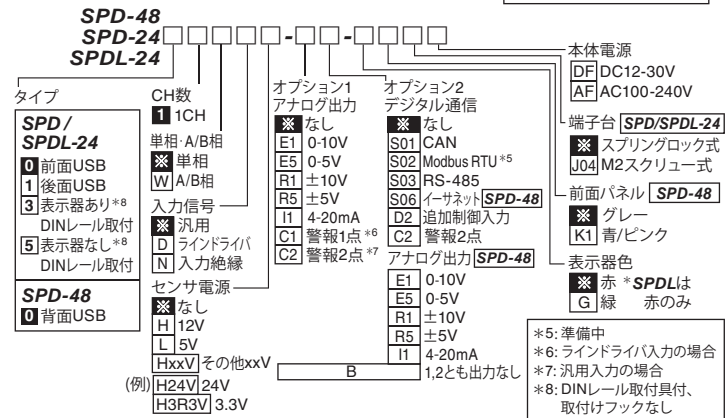 SPD-48
SPD-24□□□□□-□□-□□□□
SPDL-24
タイプ
SPD/
SPDL-24
0 前面USB
1 後面USB
3 表示器あり*8
DINレール取付
5 表示器なし*8
DINレール取付
SPD-48
0 背面USB
CH数
1 1CH
単相・A/B相
※ 単相
W A/B相
入力信号
※ 汎用
D ラインドライバ
N 入力絶縁
センサ電源
※ なし
H 12V
L 5V
HxxV その他xxV
(例) H24V 24V
H3R3V 3.3V
オプション1
アナログ出力
※ なし
E1 0-10V
E5 0-5V
R1 ±10V
R5 ±5V
I1 4-20mA
C1 警報1点*6
C2 警報2点*7
オプション2
デジタル通信
※ なし
S01 CAN
S02 Modbus RTU*5
S03 RS-485
S06 イーサネット SPD-48
D2 追加制御入力
C2 警報2点
アナログ出力 SPD-48
E1 0-10V
E5 0-5V
R1 ±10V
R5 ±5V
I1 4-20mA
B 1,2とも出力なし
本体電源
DF DC12-30V
AF AC100-240V
端子台 SPD/SPDL-24
※ スプリングロック式
J04 M2スクリュー式
前面パネル SPD-48
※ グレー
K1 青/ピンク
表示器色
※ 赤 *SPDLは
G 緑 赤のみ
*5: 準備中
*6: ラインドライバ入力の場合
*7: 汎用入力の場合
*8: DINレール取付具付、
取付けフックなし